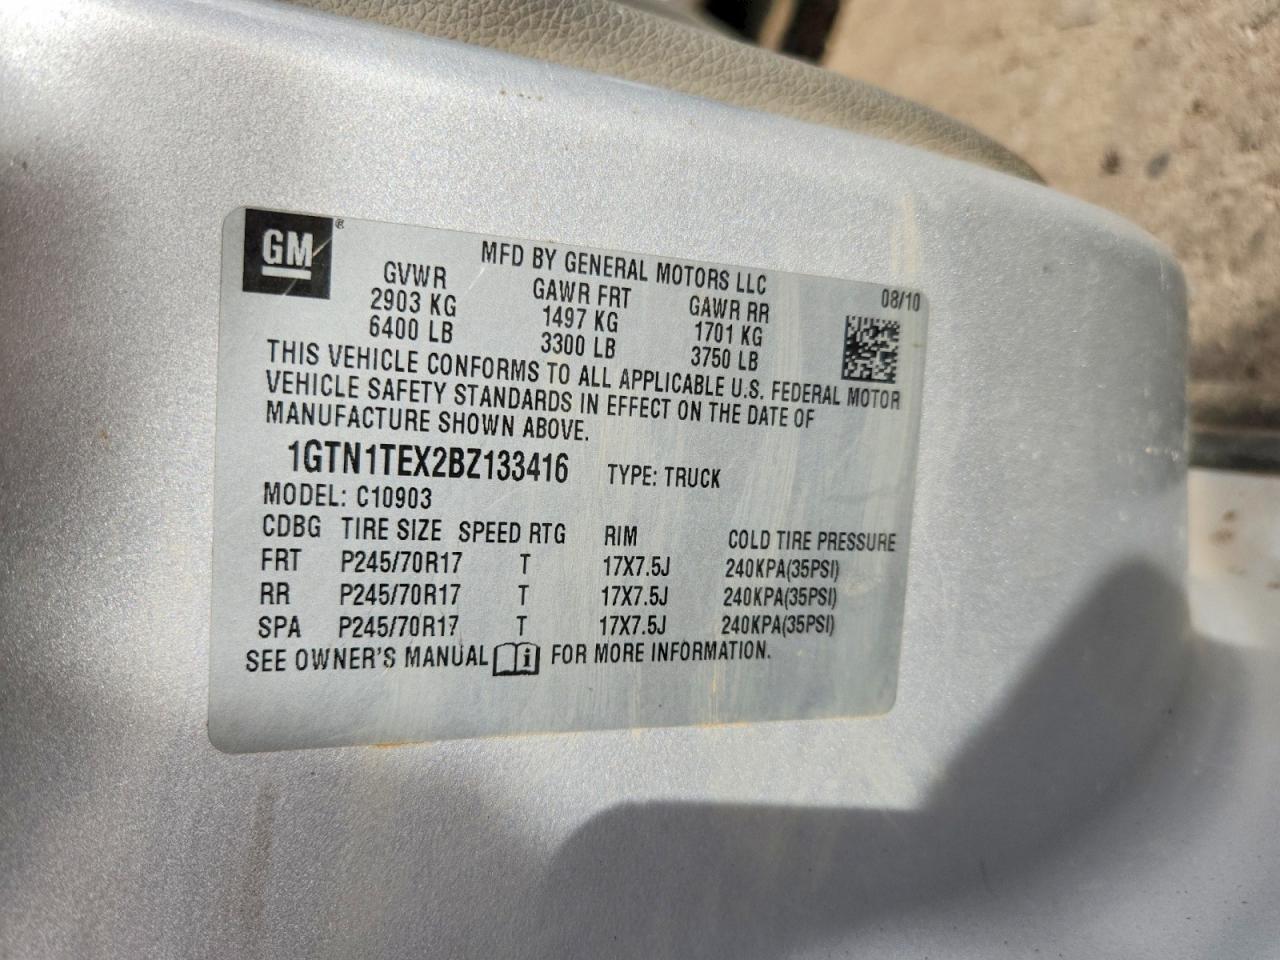 GM ®
MFD BY GENERAL MOTORS LLC
08/10
GVWR GAWR FRT GAWR RR
2903 KG 1497 KG 1701 KG
6400 LB 3300 LB 3750 LB
THIS VEHICLE CONFORMS TO ALL APPLICABLE U.S. FEDERAL MOTOR
VEHICLE SAFETY STANDARDS IN EFFECT ON THE DATE OF
MANUFACTURE SHOWN ABOVE.
1GTN1TEX2BZ133416 TYPE: TRUCK
MODEL: C10903
CDBG TIRE SIZE SPEED RTG RIM COLD TIRE PRESSURE
FRT P245/70R17 T 17X7.5J 240KPA(35PSI)
RR P245/70R17 T 17X7.5J 240KPA(35PSI)
SPA P245/70R17 T 17X7.5J 240KPA(35PSI)
SEE OWNER'S MANUAL i FOR MORE INFORMATION.